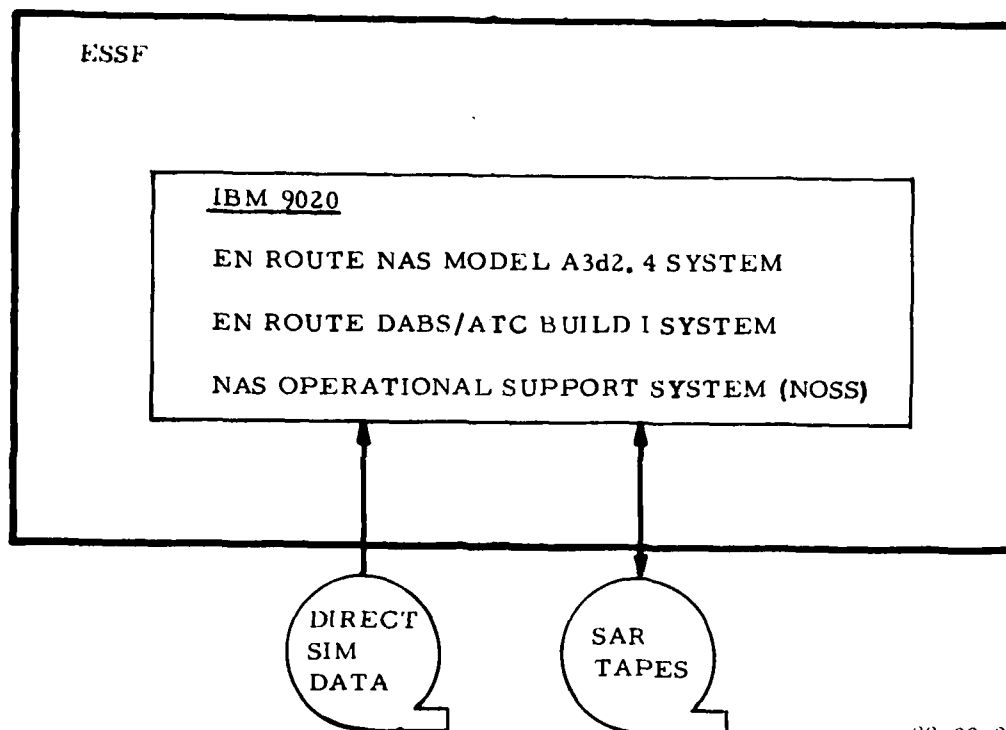 ESSF
IBM 9020
EN ROUTE NAS MODEL A3d2.4 SYSTEM
EN ROUTE DABS/ATC BUILD I SYSTEM
NAS OPERATIONAL SUPPORT SYSTEM (NOSS)
DIRECT
SIM
DATA
SAR
TAPES